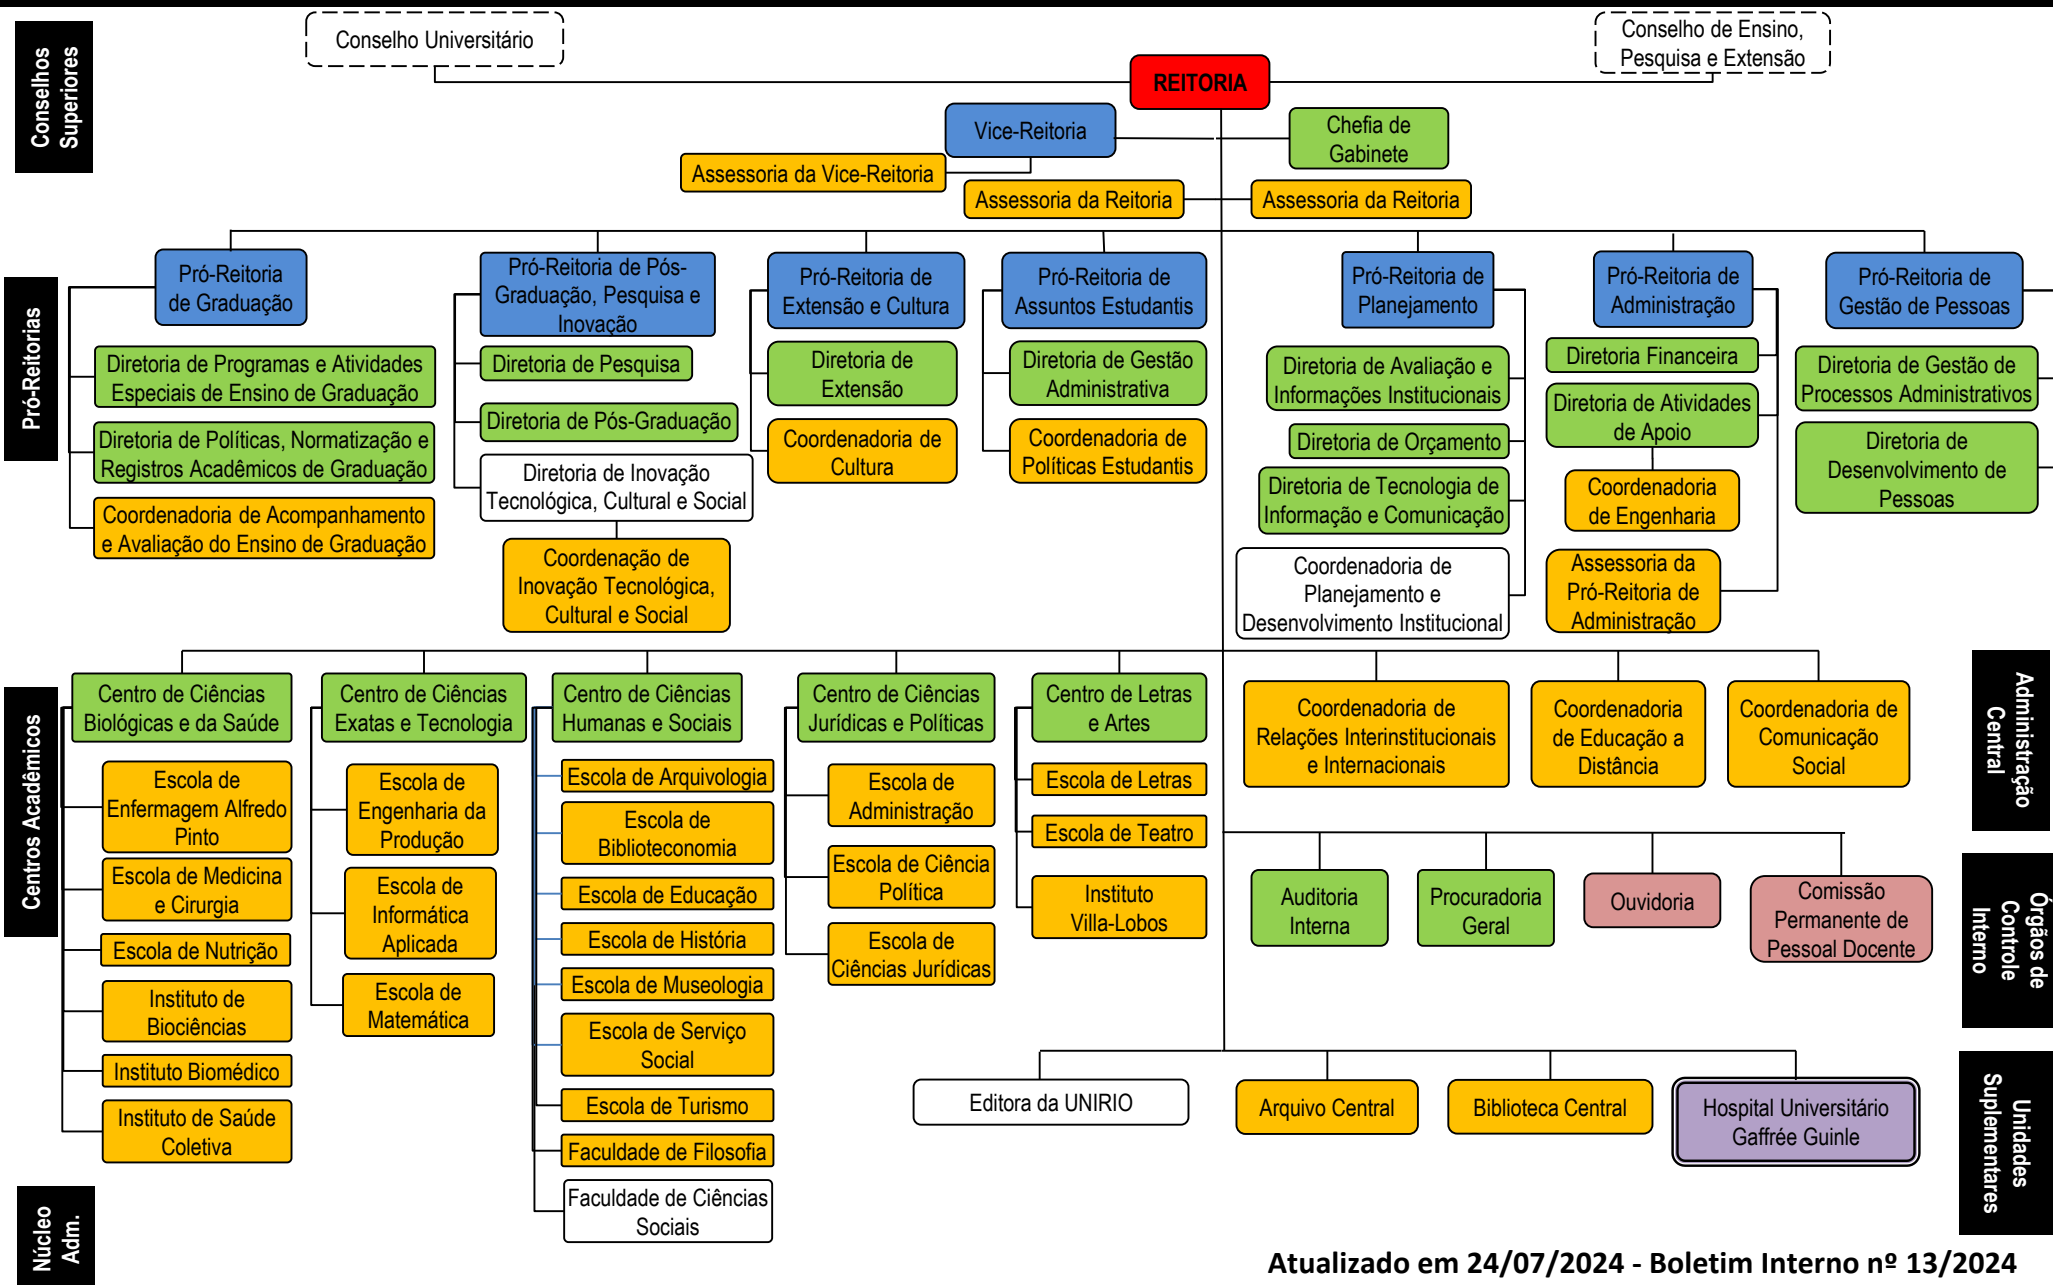 Conselhos
Superiores
Conselho Universitário
Conselho de Ensino,
Pesquisa e Extensão
REITORIA
Vice-Reitoria
Chefia de
Gabinete
Assessoria da Vice-Reitoria
Assessoria da Reitoria
Assessoria da Reitoria
Pró-Reitorias
Pró-Reitoria
de Graduação
Diretoria de Programas e Atividades
Especiais de Ensino de Graduação
Diretoria de Políticas, Normatização e
Registros Acadêmicos de Graduação
Coordenadoria de Acompanhamento
e Avaliação do Ensino de Graduação
Pró-Reitoria de Pós-
Graduação, Pesquisa e
Inovação
Diretoria de Pesquisa
Diretoria de Pós-Graduação
Diretoria de Inovação
Tecnológica, Cultural e Social
Coordenação de
Inovação Tecnológica,
Cultural e Social
Pró-Reitoria de
Extensão e Cultura
Diretoria de
Extensão
Coordenadoria de
Cultura
Pró-Reitoria de
Assuntos Estudantis
Diretoria de Gestão
Administrativa
Coordenadoria de
Políticas Estudantis
Pró-Reitoria de
Planejamento
Diretoria de Avaliação e
Informações Institucionais
Diretoria de Orçamento
Diretoria de Tecnologia de
Informação e Comunicação
Coordenadoria de
Planejamento e
Desenvolvimento Institucional
Pró-Reitoria de
Administração
Diretoria Financeira
Diretoria de Atividades
de Apoio
Coordenadoria
de Engenharia
Assessoria da
Pró-Reitoria de
Administração
Pró-Reitoria de
Gestão de Pessoas
Diretoria de Gestão de
Processos Administrativos
Diretoria de
Desenvolvimento de
Pessoas
Centros Acadêmicos
Centro de Ciências
Biológicas e da Saúde
Escola de
Enfermagem Alfredo
Pinto
Escola de Medicina
e Cirurgia
Escola de Nutrição
Instituto de
Biociências
Instituto Biomédico
Instituto de Saúde
Coletiva
Centro de Ciências
Exatas e Tecnologia
Escola de
Engenharia da
Produção
Escola de
Informática
Aplicada
Escola de
Matemática
Centro de Ciências
Humanas e Sociais
Escola de Arquivologia
Escola de
Biblioteconomia
Escola de Educação
Escola de História
Escola de Museologia
Escola de Serviço
Social
Escola de Turismo
Faculdade de Filosofia
Faculdade de Ciências
Sociais
Centro de Ciências
Jurídicas e Políticas
Escola de
Administração
Escola de Ciência
Política
Escola de
Ciências Jurídicas
Centro de Letras
e Artes
Escola de Letras
Escola de Teatro
Instituto
Villa-Lobos
Coordenadoria de
Relações Interinstitucionais
e Internacionais
Coordenadoria
de Educação a
Distância
Coordenadoria de
Comunicação
Social
Administração
Central
Auditoria
Interna
Procuradoria
Geral
Ouvidoria
Comissão
Permanente de
Pessoal Docente
Órgãos de
Controle
Interno
Editora da UNIRIO
Arquivo Central
Biblioteca Central
Hospital Universitário
Gaffrée Guinle
Unidades
Suplementares
Núcleo
Adm.
Atualizado em 24/07/2024 - Boletim Interno nº 13/2024